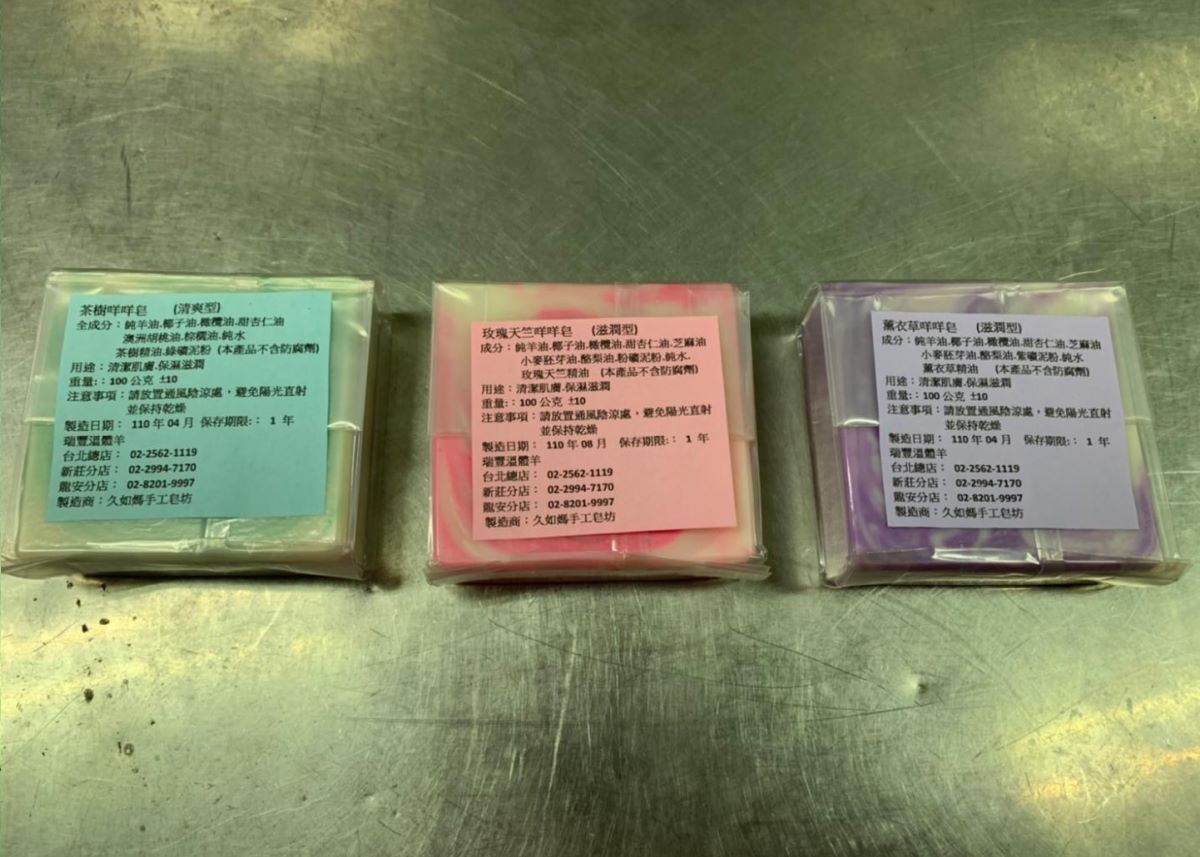 茶樹咩咩皂 (清爽型)
全成分：純羊油.椰子油.橄欖油.甜杏仁油
澳洲胡桃油.棕櫚油.純水
茶樹精油.綠礦泥粉 (本產品不含防腐劑)
用途：清潔肌膚.保濕滋潤
重量:：100公克 ±10
注意事項：請放置通風陰涼處，避免陽光直射
並保持乾燥
製造日期： 110 年 04 月 保存期限:： 1 年
瑞豐溫體羊
台北總店： 02-2562-1119
新莊分店： 02-2994-7170
龍安分店： 02-8201-9997
製造商：久如媽手工皂坊
玫瑰天竺咩咩皂 (滋潤型)
成分：純羊油.椰子油.橄欖油.甜杏仁油.芝麻油
小麥胚芽油.酪梨油.粉礦泥粉.純水.
玫瑰天竺精油 (本產品不含防腐劑)
用途：清潔肌膚.保濕滋潤
重量:：100公克 ±10
注意事項：請放置通風陰涼處，避免陽光直射
並保持乾燥
製造日期： 110 年 08 月 保存期限:： 1 年
瑞豐溫體羊
台北總店： 02-2562-1119
新莊分店： 02-2994-7170
龍安分店： 02-8201-9997
製造商：久如媽手工皂坊
薰衣草咩咩皂 (滋潤型)
成分：純羊油.椰子油.橄欖油.甜杏仁油.芝麻油
小麥胚芽油.酪梨油.紫礦泥粉.純水
薰衣草精油 (本產品不含防腐劑)
用途：清潔肌膚.保濕滋潤
重量:：100公克 ±10
注意事項：請放置通風陰涼處，避免陽光直射
並保持乾燥
製造日期： 110 年 04 月 保存期限:： 1 年
瑞豐溫體羊
台北總店： 02-2562-1119
新莊分店： 02-2994-7170
龍安分店： 02-8201-9997
製造商：久如媽手工皂坊